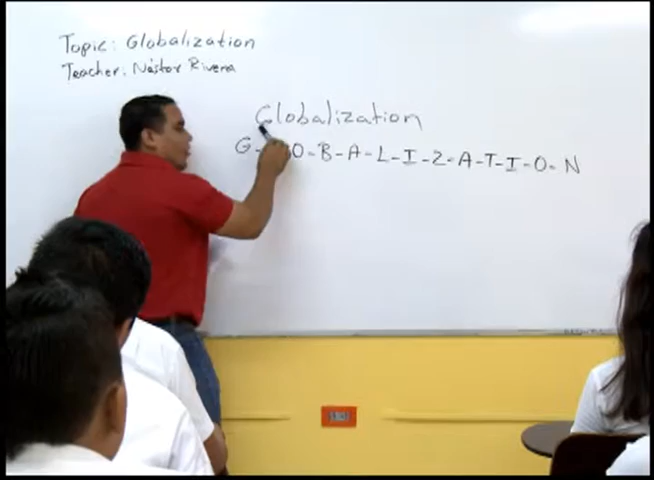 Topic: Globalization
Teacher: Néstor Rivera
Globalization
G - O - B - A - L - I - Z - A - T - I - O - N